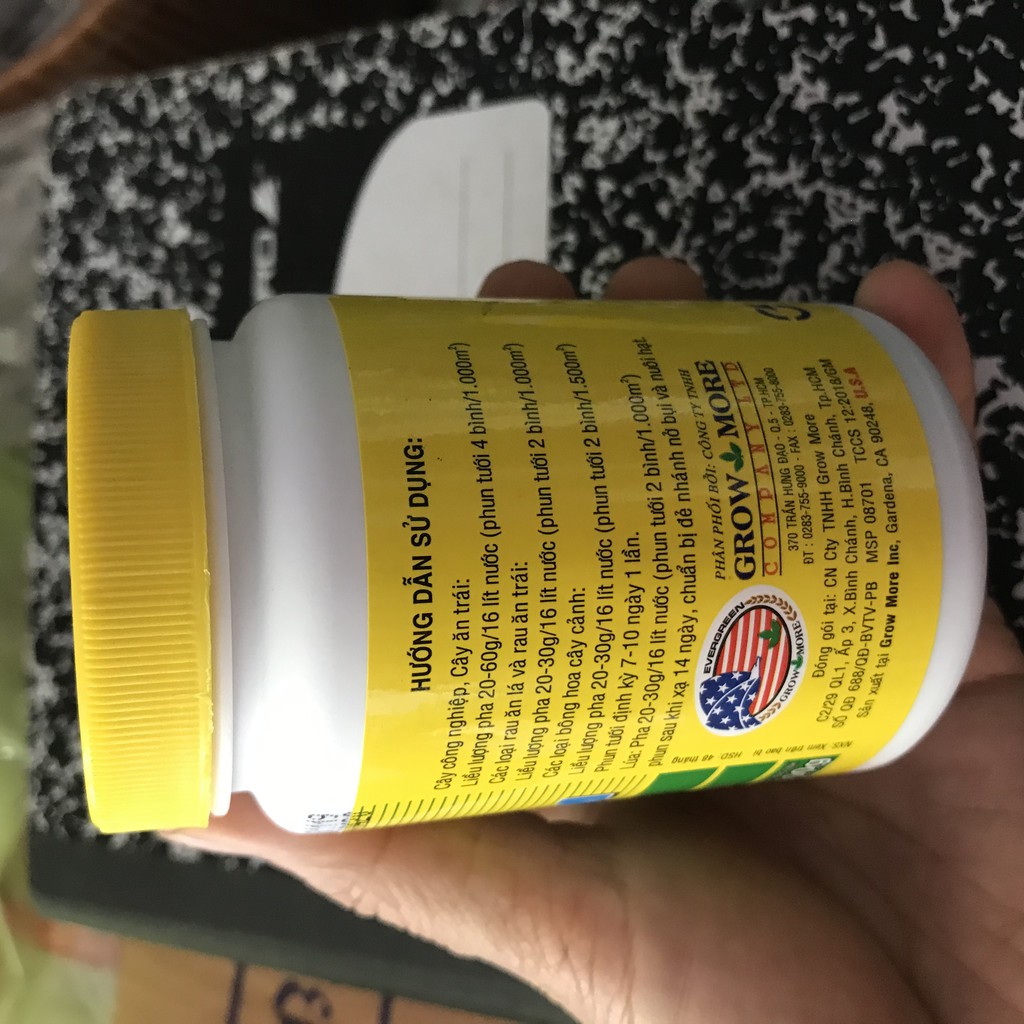 HƯỚNG DẪN SỬ DỤNG:
Cây công nghiệp, Cây ăn trái:
Liều lượng pha 20-60g/16 lít nước (phun tưới 4 bình/1.000m²)
Các loại rau ăn lá và rau ăn trái:
Liều lượng pha 20-30g/16 lít nước (phun tưới 2 bình/1.000m²)
Các loại bông hoa cây cảnh:
Liều lượng pha 20-30g/16 lít nước (phun tưới 2 bình/1.500m²)
Phun tưới định kỳ 7-10 ngày 1 lần.
Lúa: Pha 20-30g/16 lít nước (phun tưới 2 bình/1.000m²)
phun sau khi xạ 14 ngày, chuẩn bị đẻ nhánh nở bụi và nuôi hạt.
PHÂN PHỐI BỞI: CÔNG TY TNHH
GROW MORE
COMPANY LTD
370 TRẦN HƯNG ĐẠO - Q.5 - TP.HCM
ĐT : 0283-755-9000 - FAX : 0283-755-8009
EVERGREEN
GROW MORE
Đóng gói tại: CN Cty TNHH Grow More
C2/29 QL1, Ấp 3, X.Bình Chánh, H.Bình Chánh, Tp.HCM
Số QĐ 688/QĐ-BVTV-PB MSP 08701 TCCS 12:2018/GM
Sản xuất tại Grow More Inc, Gardena, CA 90248, U.S.A
NXS: Xem trên bao bì HSD: 48 tháng